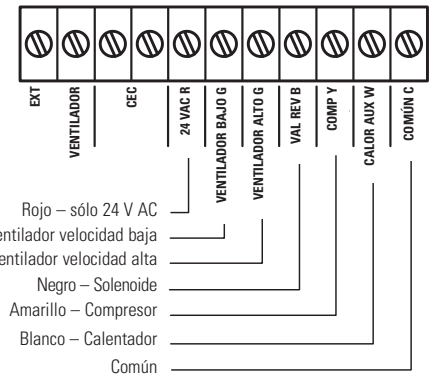 EXT
VENTILADOR
CEC
24 VAC R
VENTILADOR BAJO G
VENTILADOR ALTO G
VAL REV B
COMP Y
CALOR AUX W
COMÚN C
Rojo – sólo 24 V AC
entilador velocidad baja
entilador velocidad alta
Negro – Solenoide
Amarillo – Compresor
Blanco – Calentador
Común